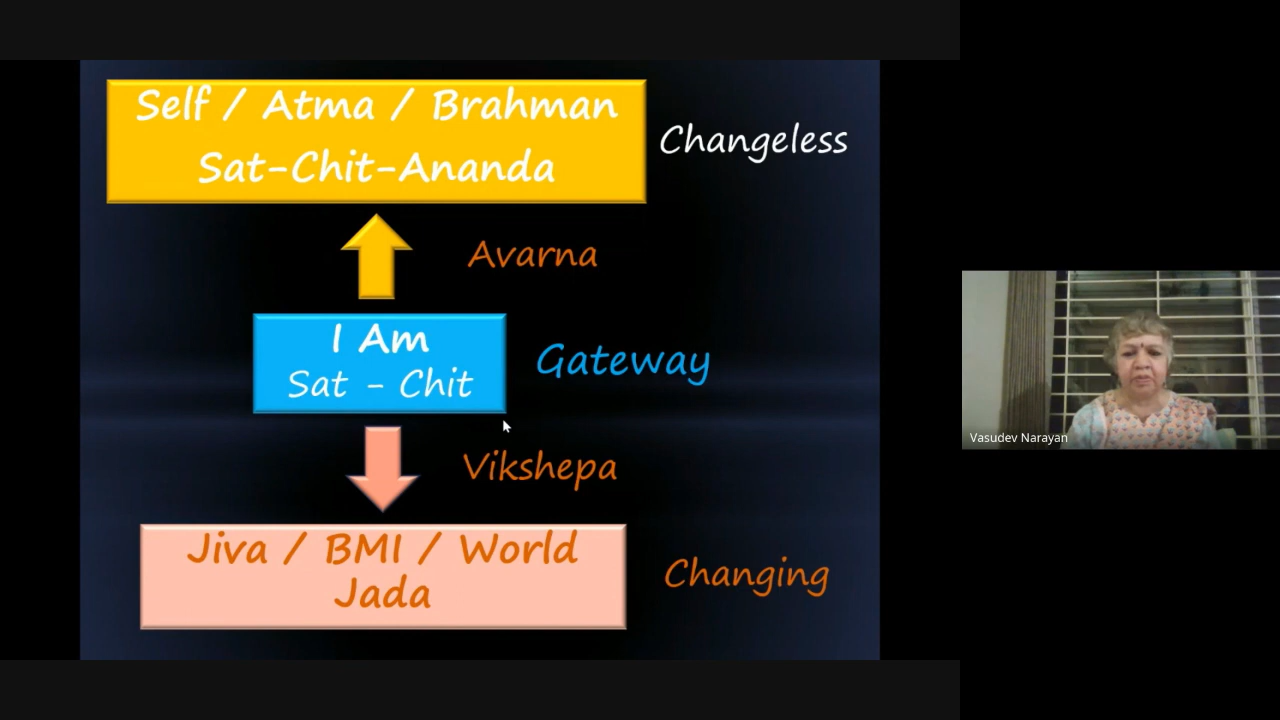 Self / Atma / Brahman
Sat-Chit-Ananda
Changeless
Avarna
I Am
Sat - Chit
Gateway
Vikshepa
Jiva / BMI / World
Jada
Changing
Vasudev Narayan